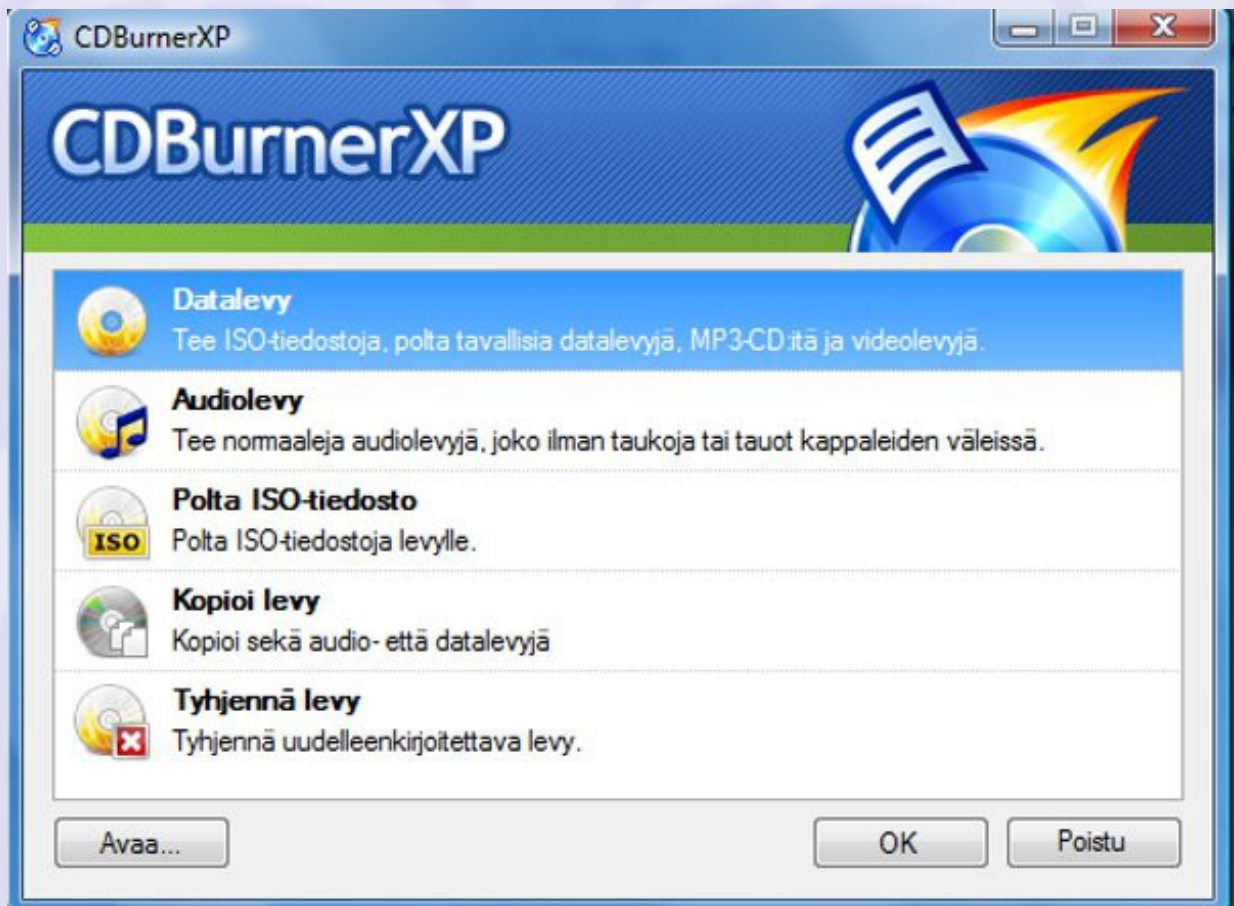 CDBurnerXP
CDBurnerXP
Datalevy
Tee ISO-tiedostoja, polta tavallisia datalevyjä, MP3-CD:itä ja videolevyjä.
Audiolevy
Tee normaaleja audiolevyjä, joko ilman taukoja tai tauot kappaleiden väleissä.
Polta ISO-tiedosto
ISO
Polta ISO-tiedostoja levylle.
Kopioi levy
Kopioi sekä audio- että datalevyjä
Tyhjennä levy
Tyhjennä uudelleenkirjoitettava levy.
Avaa...
OK
Poistu